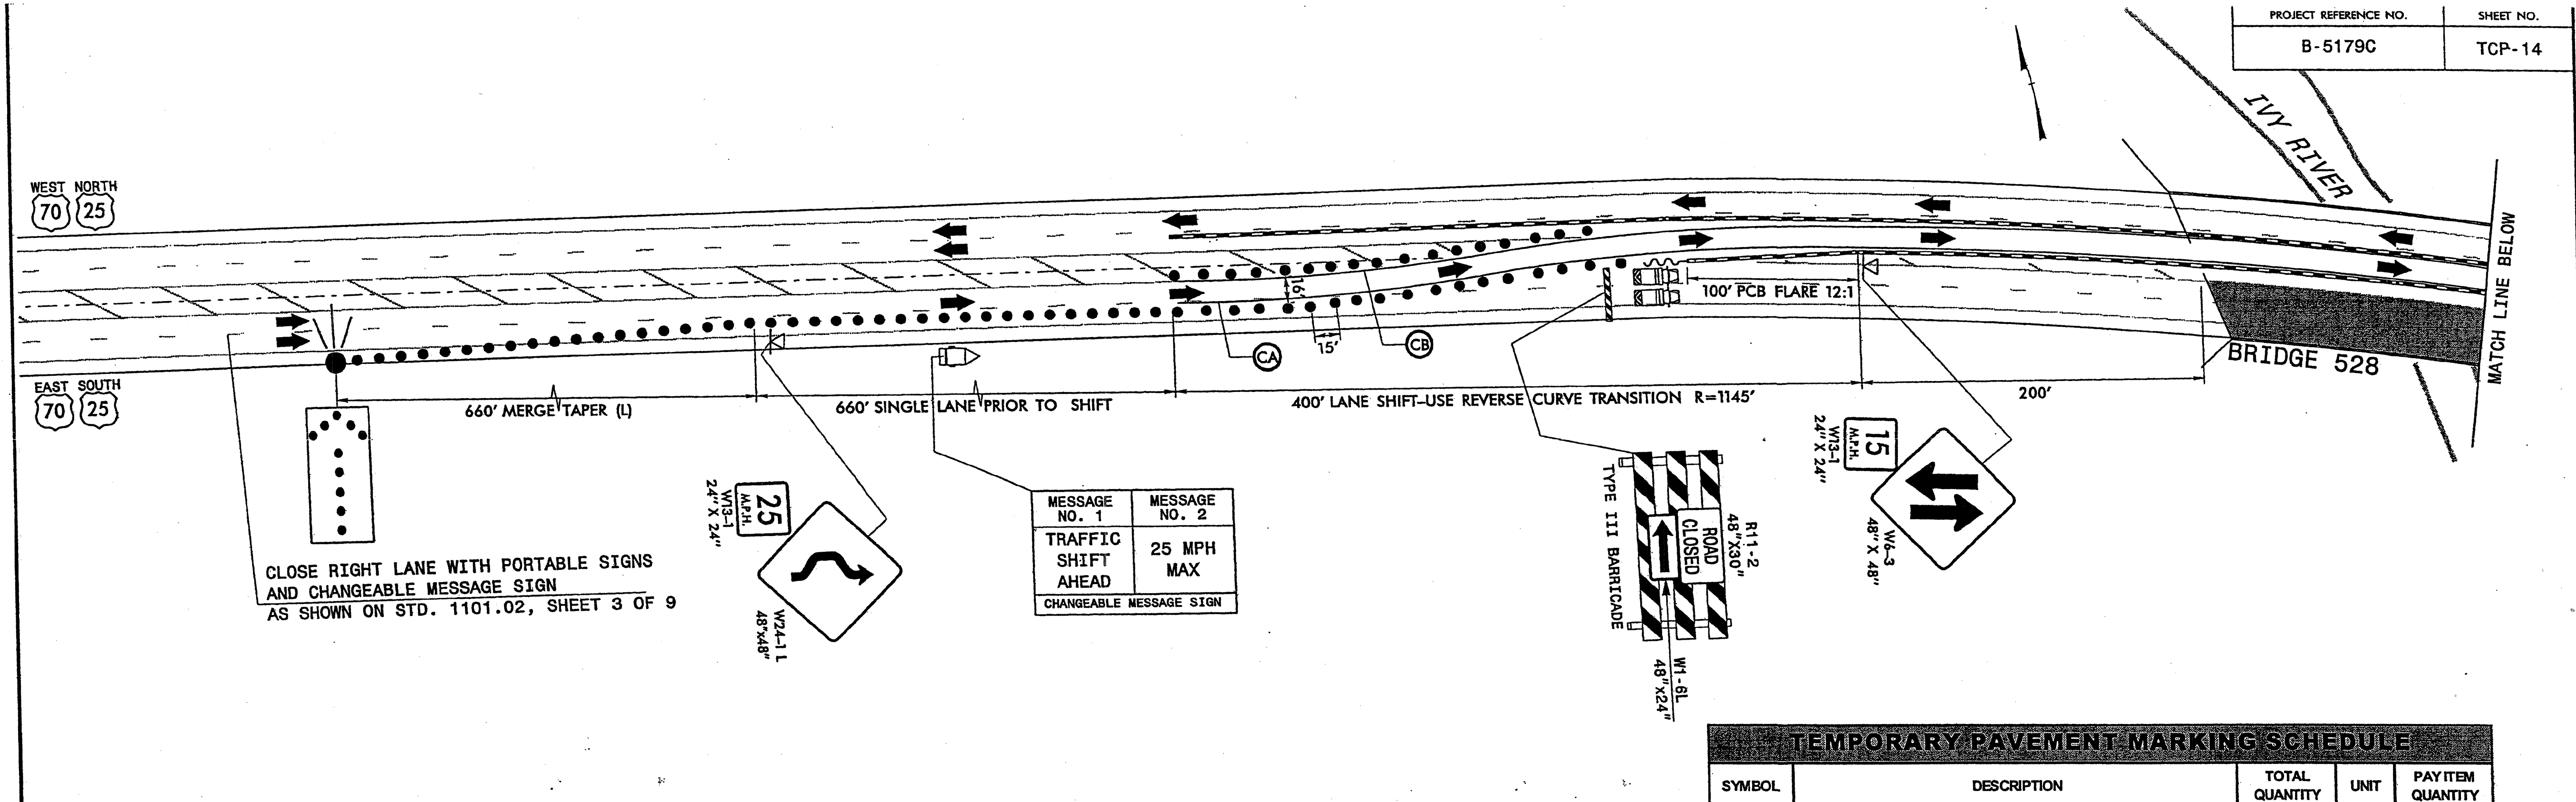 PROJECT REFERENCE NO.
SHEET NO.
B-5179C
TCP-14
IVY RIVER
WEST NORTH
70 25
MATCH LINE BELOW
16'
100' PCB FLARE 12:1
15'
CA
CB
BRIDGE 528
EAST SOUTH
70 25
660' MERGE TAPER (L)
660' SINGLE LANE PRIOR TO SHIFT
400' LANE SHIFT-USE REVERSE CURVE TRANSITION R=1145'
200'
CLOSE RIGHT LANE WITH PORTABLE SIGNS
AND CHANGEABLE MESSAGE SIGN
AS SHOWN ON STD. 1101.02, SHEET 3 OF 9
25
M.P.H.
W13-1
24" X 24"
W24-1 L
48"x48"
MESSAGE
NO. 1
MESSAGE
NO. 2
TRAFFIC
SHIFT
AHEAD
25 MPH
MAX
CHANGEABLE MESSAGE SIGN
TYPE III BARRICADE
ROAD
CLOSED
R11-2
48"X30"
W1-6L
48"x24"
15
M.P.H.
W13-1
24" X 24"
W6-3
48" X 48"
TEMPORARY PAVEMENT MARKING SCHEDULE
SYMBOL
DESCRIPTION
TOTAL
QUANTITY
UNIT
PAY ITEM
QUANTITY